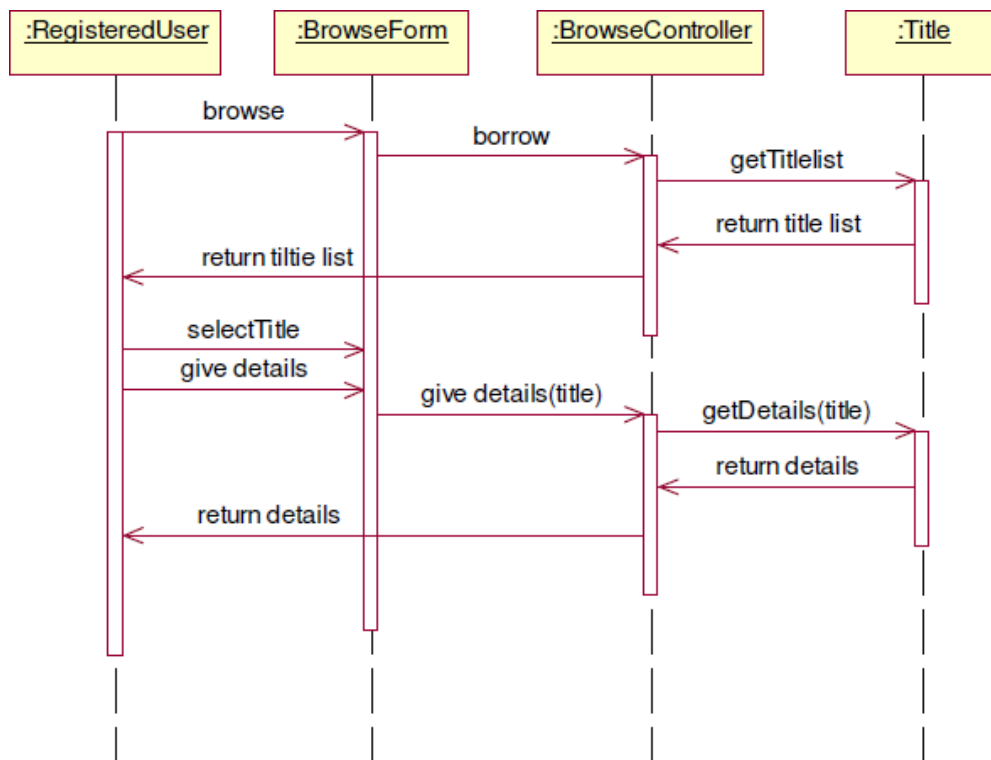 :RegisteredUser
:BrowseForm
:BrowseController
:Title
browse
borrow
getTitlelist
return title list
return tiltie list
selectTitle
give details
give details(title)
getDetails(title)
return details
return details